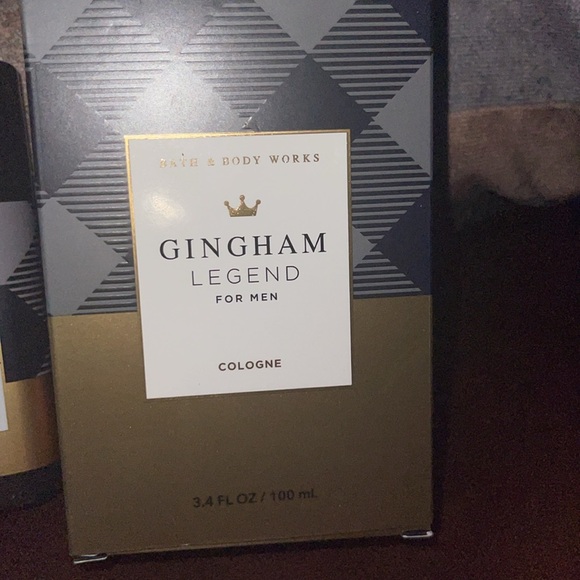 BATH & BODY WORKS
GINGHAM
LEGEND
FOR MEN
COLOGNE
3.4 FL OZ / 100 mL